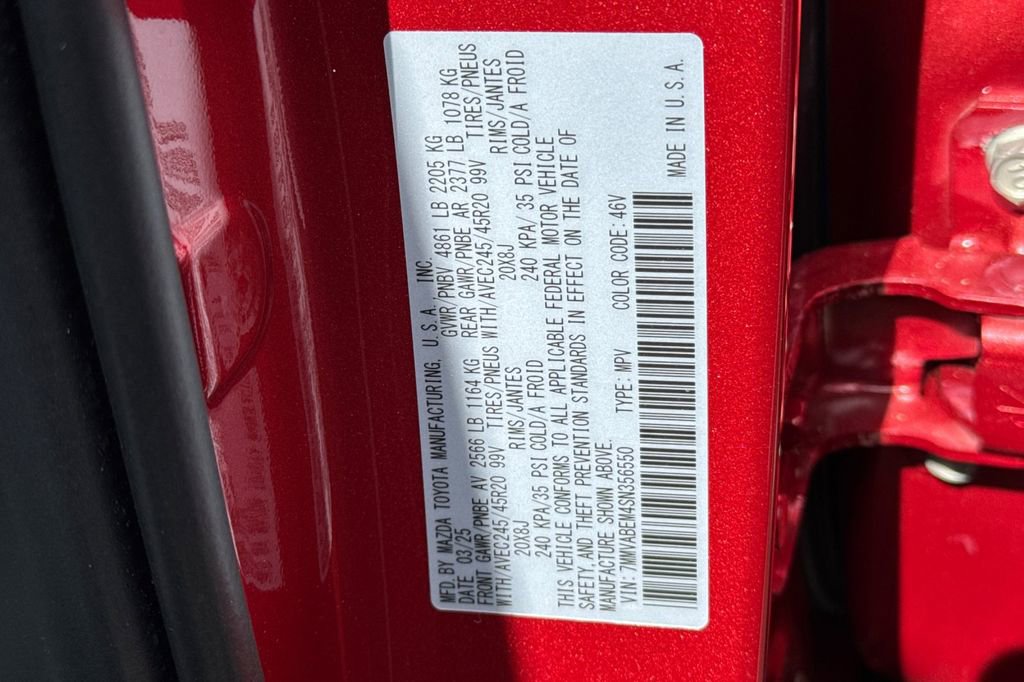 MFD. BY MAZDA TOYOTA MANUFACTURING, U.S.A., INC.
DATE 03/25 GVWR/PNBV 4861 LB 2205 KG
FRONT GAWR/PNBE AV 2566 LB 1164 KG REAR GAWR/PNBE AR 2377 LB 1078 KG
WITH/AVEC245/45R20 99V TIRES/PNEUS WITH/AVEC245/45R20 99V TIRES/PNEUS
20X8J RIMS/JANTES 20X8J RIMS/JANTES
240 KPA/35 PSI COLD/A FROID 240 KPA/ 35 PSI COLD/A FROID
THIS VEHICLE CONFORMS TO ALL APPLICABLE FEDERAL MOTOR VEHICLE
SAFETY, AND THEFT PREVENTION STANDARDS IN EFFECT ON THE DATE OF
MANUFACTURE SHOWN ABOVE.
VIN: 7MMVABEM4SN356550 TYPE: MPV COLOR CODE: 46V
MADE IN U.S.A.